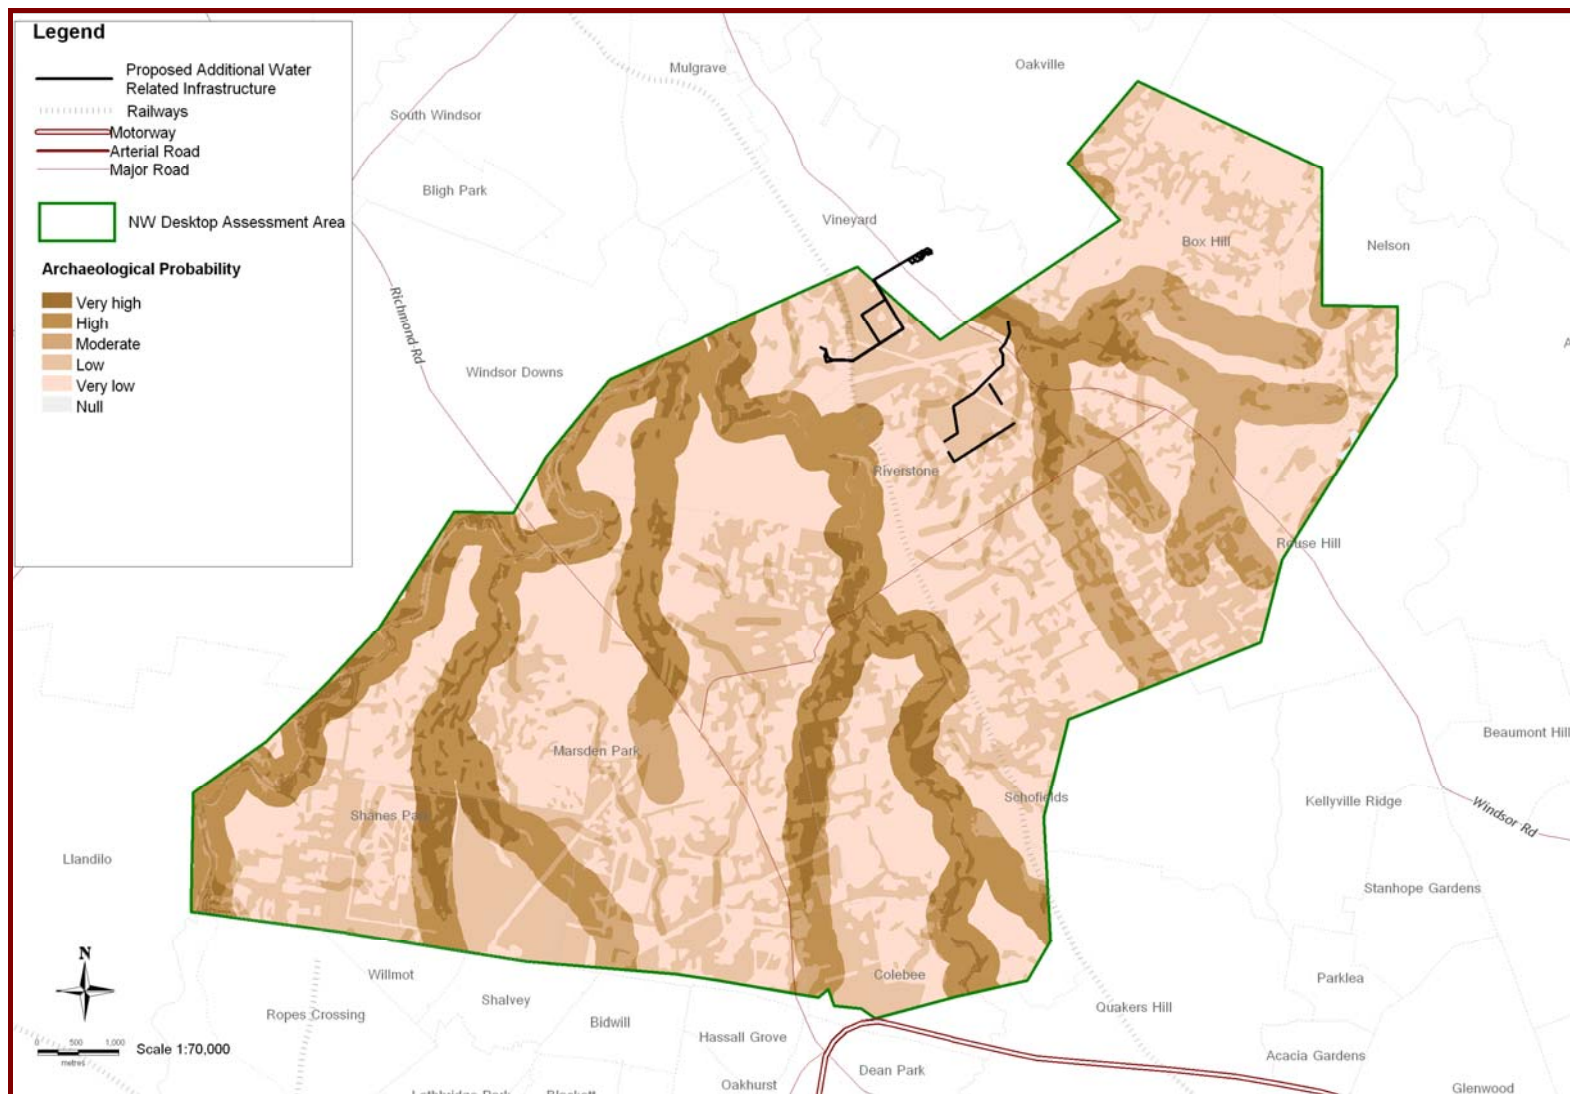 Legend
Proposed Additional Water
Related Infrastructure
Railways
Motorway
Arterial Road
Major Road
NW Desktop Assessment Area
Archaeological Probability
Very high
High
Moderate
Low
Very low
Null
Oakville
Mulgrave
South Windsor
Bligh Park
Vineyard
Box Hill
Nelson
Richmond Rd
Windsor Downs
Riverstone
Rouse Hill
Marsden Park
Beaumont Hill
Schofields
Kellyville Ridge
Windsor Rd
Shanes Park
Llandilo
Stanhope Gardens
Willmot
Colebee
Parklea
Shalvey
Ropes Crossing
Quakers Hill
Bidwill
Hassall Grove
Acacia Gardens
Dean Park
Oakhurst
Glenwood
N
0 500 1,000
metres
Scale 1:70,000